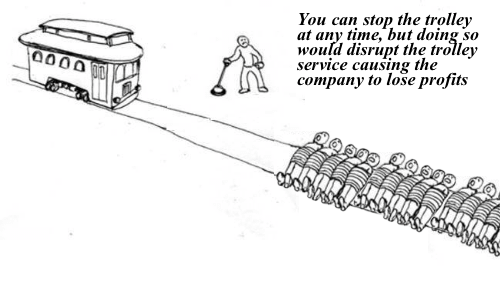 You can stop the trolley
at any time, but doing so
would disrupt the trolley
service causing the
company to lose profits